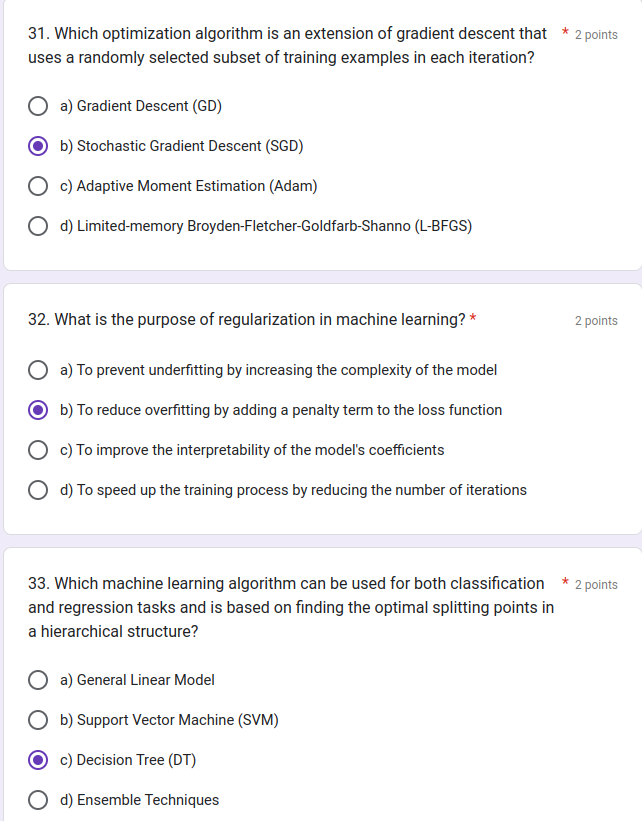 31. Which optimization algorithm is an extension of gradient descent that * 2 points
uses a randomly selected subset of training examples in each iteration?
a) Gradient Descent (GD)
b) Stochastic Gradient Descent (SGD)
c) Adaptive Moment Estimation (Adam)
d) Limited-memory Broyden-Fletcher-Goldfarb-Shanno (L-BFGS)
32. What is the purpose of regularization in machine learning? * 2 points
a) To prevent underfitting by increasing the complexity of the model
b) To reduce overfitting by adding a penalty term to the loss function
c) To improve the interpretability of the model's coefficients
d) To speed up the training process by reducing the number of iterations
33. Which machine learning algorithm can be used for both classification * 2 points
and regression tasks and is based on finding the optimal splitting points in
a hierarchical structure?
a) General Linear Model
b) Support Vector Machine (SVM)
c) Decision Tree (DT)
d) Ensemble Techniques